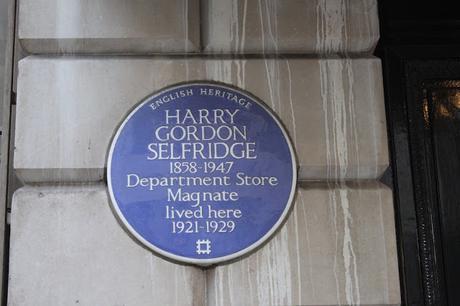 ENGLISH HERITAGE
HARRY
GORDON
SELFRIDGE
1858-1947
Department Store
Magnate
lived here
1921-1929